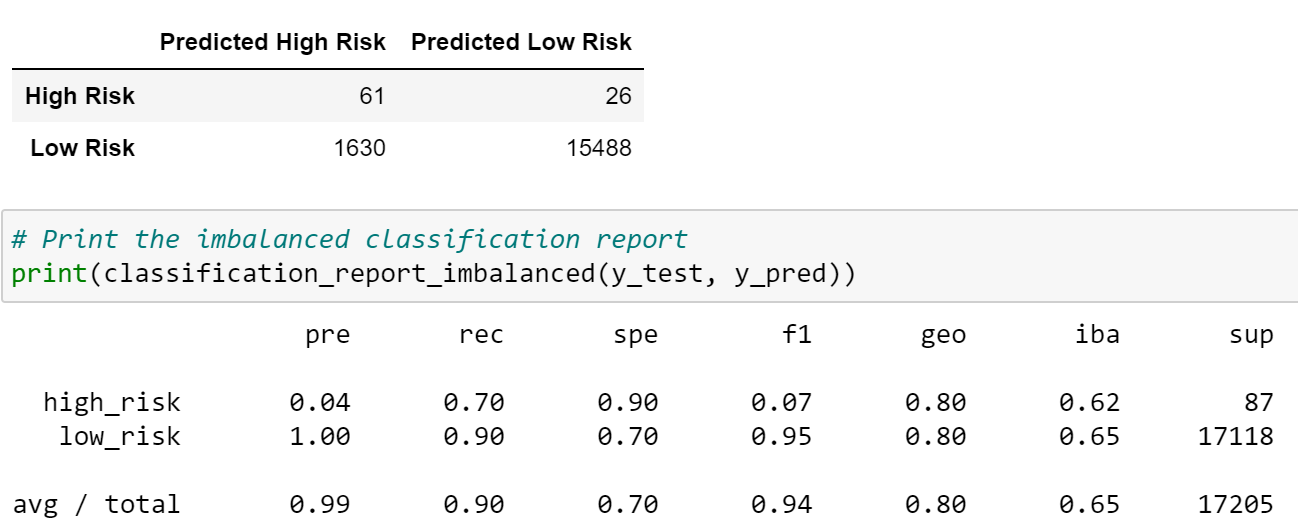 Predicted High Risk Predicted Low Risk
High Risk 61 26
Low Risk 1630 15488
# Print the imbalanced classification report
print(classification_report_imbalanced(y_test, y_pred))
pre rec spe f1 geo iba sup
high_risk 0.04 0.70 0.90 0.07 0.80 0.62 87
low_risk 1.00 0.90 0.70 0.95 0.80 0.65 17118
avg / total 0.99 0.90 0.70 0.94 0.80 0.65 17205